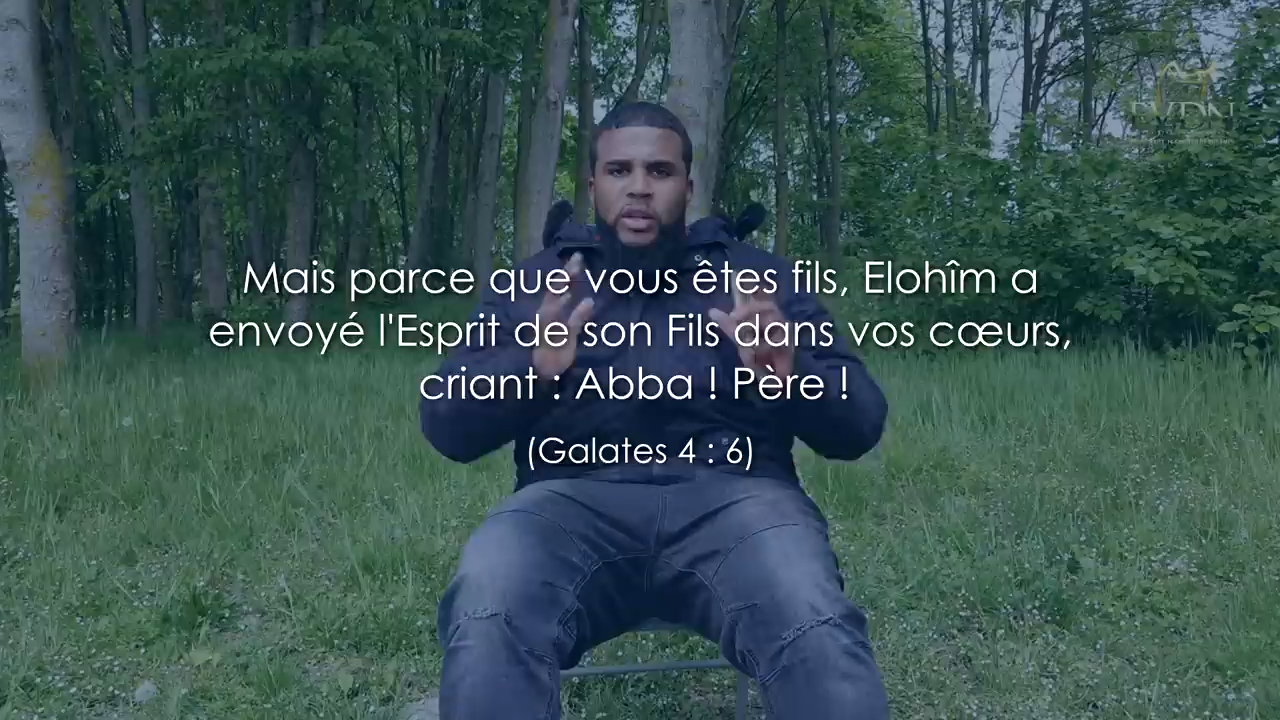 Mais parce que vous êtes fils, Elohîm a
envoyé l'Esprit de son Fils dans vos cœurs,
criant : Abba ! Père !
(Galates 4 : 6)